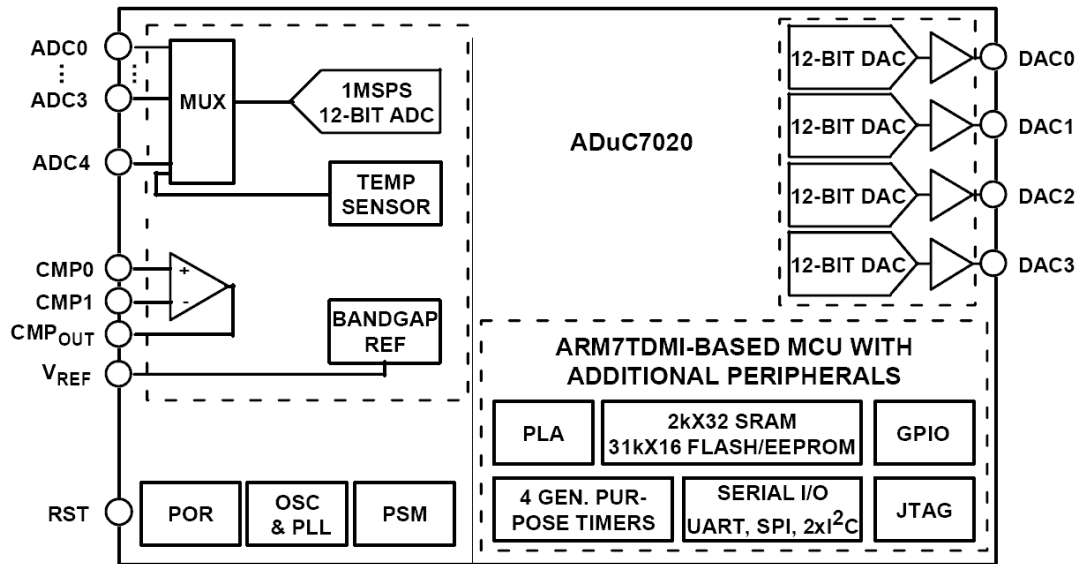 ADC0
ADC3
ADC4
CMP0
CMP1
CMPOUT
VREF
RST
MUX
1MSPS
12-BIT ADC
TEMP
SENSOR
+
-
BANDGAP
REF
POR
OSC
& PLL
PSM
ADuC7020
12-BIT DAC
DAC0
12-BIT DAC
DAC1
12-BIT DAC
DAC2
12-BIT DAC
DAC3
ARM7TDMI-BASED MCU WITH
ADDITIONAL PERIPHERALS
PLA
2kX32 SRAM
31kX16 FLASH/EEPROM
GPIO
4 GEN. PUR-
POSE TIMERS
SERIAL I/O
UART, SPI, 2xI²C
JTAG